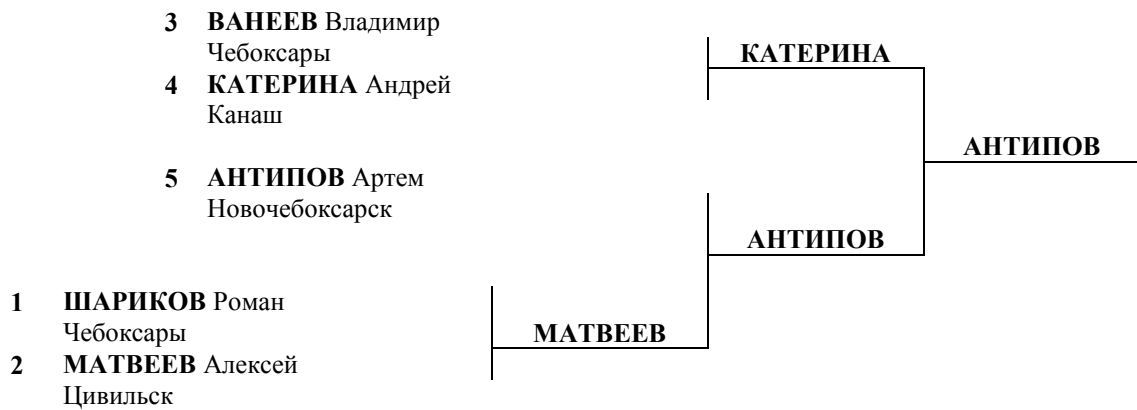 3 ВАНЕЕВ Владимир
Чебоксары
КАТЕРИНА
4 КАТЕРИНА Андрей
Канаш
АНТИПОВ
5 АНТИПОВ Артем
Новочебоксарск
АНТИПОВ
1 ШАРИКОВ Роман
Чебоксары
МАТВЕЕВ
2 МАТВЕЕВ Алексей
Цивильск